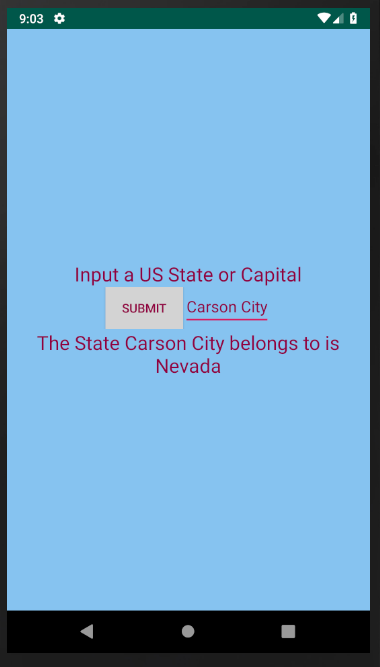 9:03
Input a US State or Capital
SUBMIT Carson City
The State Carson City belongs to is
Nevada